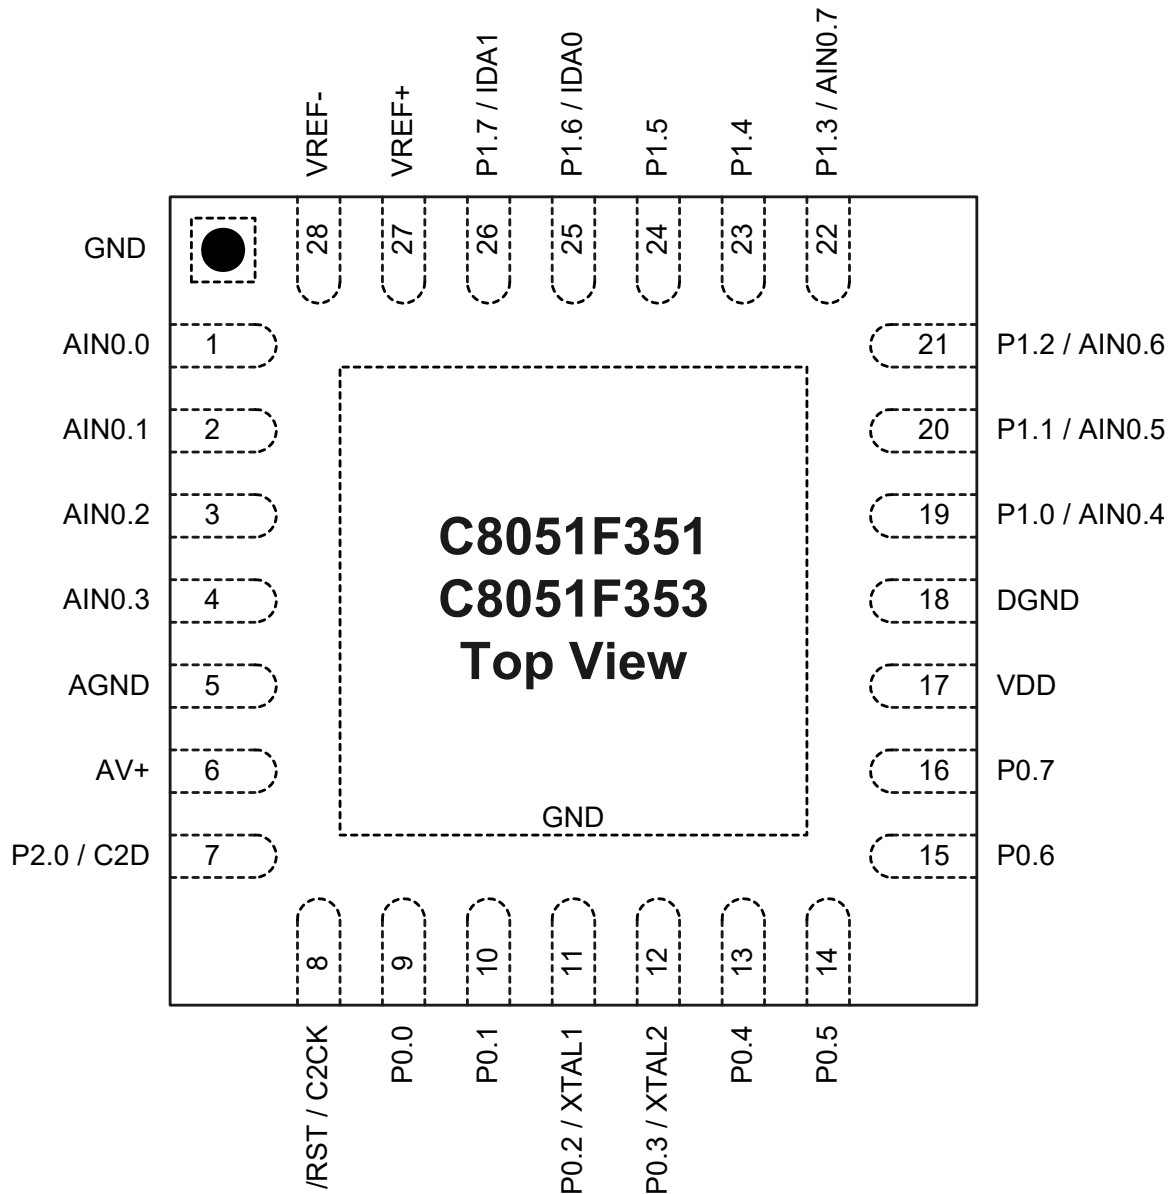 VREF-
VREF+
P1.7 / IDA1
P1.6 / IDA0
P1.5
P1.4
P1.3 / AIN0.7
28
27
26
25
24
23
22
GND
AIN0.0
1
AIN0.1
2
AIN0.2
3
AIN0.3
4
AGND
5
AV+
6
P2.0 / C2D
7
C8051F351
C8051F353
Top View
GND
21
P1.2 / AIN0.6
20
P1.1 / AIN0.5
19
P1.0 / AIN0.4
18
DGND
17
VDD
16
P0.7
15
P0.6
8
9
10
11
12
13
14
/RST / C2CK
P0.0
P0.1
P0.2 / XTAL1
P0.3 / XTAL2
P0.4
P0.5